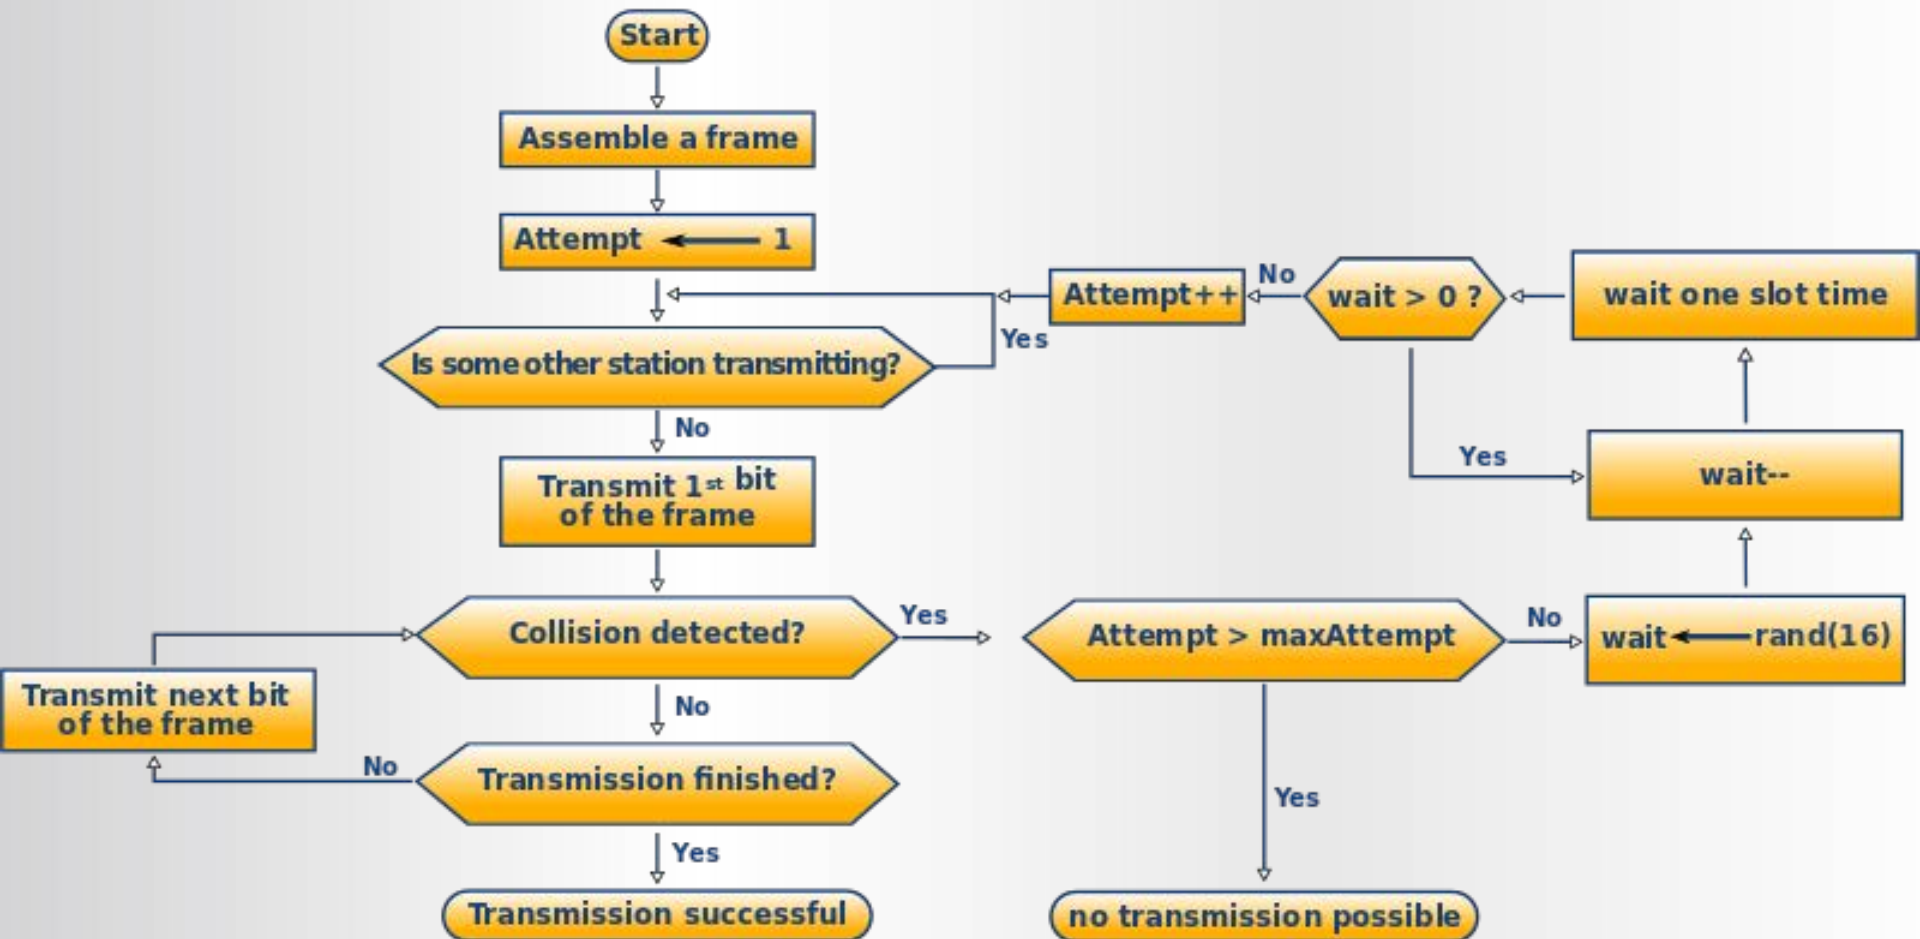 Start
Assemble a frame
Attempt ← 1
Is some other station transmitting?
Yes
No
Transmit 1st bit
of the frame
Collision detected?
Yes
No
Transmit next bit
of the frame
No
Transmission finished?
Yes
Transmission successful
Attempt++
No
wait > 0 ?
wait one slot time
Yes
wait--
Attempt > maxAttempt
No
wait ← rand(16)
Yes
no transmission possible